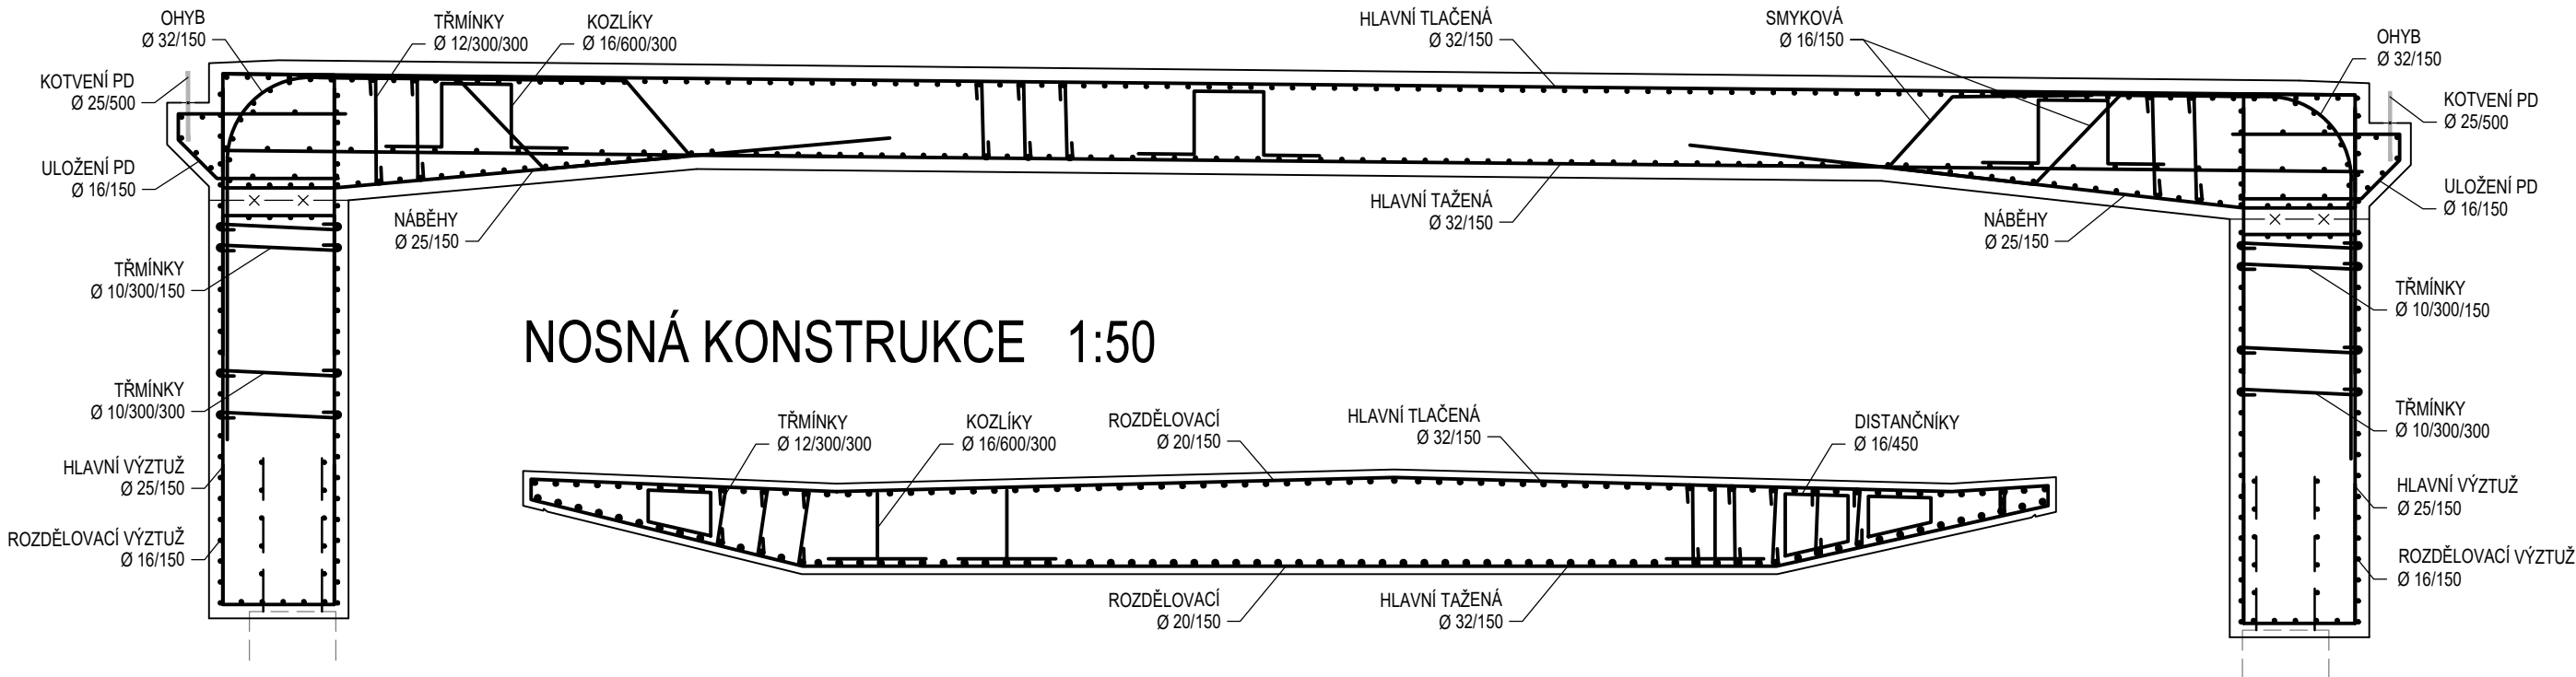 OHYB
Ø 32/150
TŘMÍNKY
Ø 12/300/300
KOZLÍKY
Ø 16/600/300
HLAVNÍ TLAČENÁ
Ø 32/150
SMYKOVÁ
Ø 16/150
OHYB
Ø 32/150
KOTVENÍ PD
Ø 25/500
KOTVENÍ PD
Ø 25/500
ULOŽENÍ PD
Ø 16/150
ULOŽENÍ PD
Ø 16/150
NÁBĚHY
Ø 25/150
HLAVNÍ TAŽENÁ
Ø 32/150
NÁBĚHY
Ø 25/150
TŘMÍNKY
Ø 10/300/150
TŘMÍNKY
Ø 10/300/150
NOSNÁ KONSTRUKCE 1:50
TŘMÍNKY
Ø 10/300/300
TŘMÍNKY
Ø 10/300/300
TŘMÍNKY
Ø 12/300/300
KOZLÍKY
Ø 16/600/300
ROZDĚLOVACÍ
Ø 20/150
HLAVNÍ TLAČENÁ
Ø 32/150
DISTANČNÍKY
Ø 16/450
HLAVNÍ VÝZTUŽ
Ø 25/150
HLAVNÍ VÝZTUŽ
Ø 25/150
ROZDĚLOVACÍ VÝZTUŽ
Ø 16/150
ROZDĚLOVACÍ VÝZTUŽ
Ø 16/150
ROZDĚLOVACÍ
Ø 20/150
HLAVNÍ TAŽENÁ
Ø 32/150